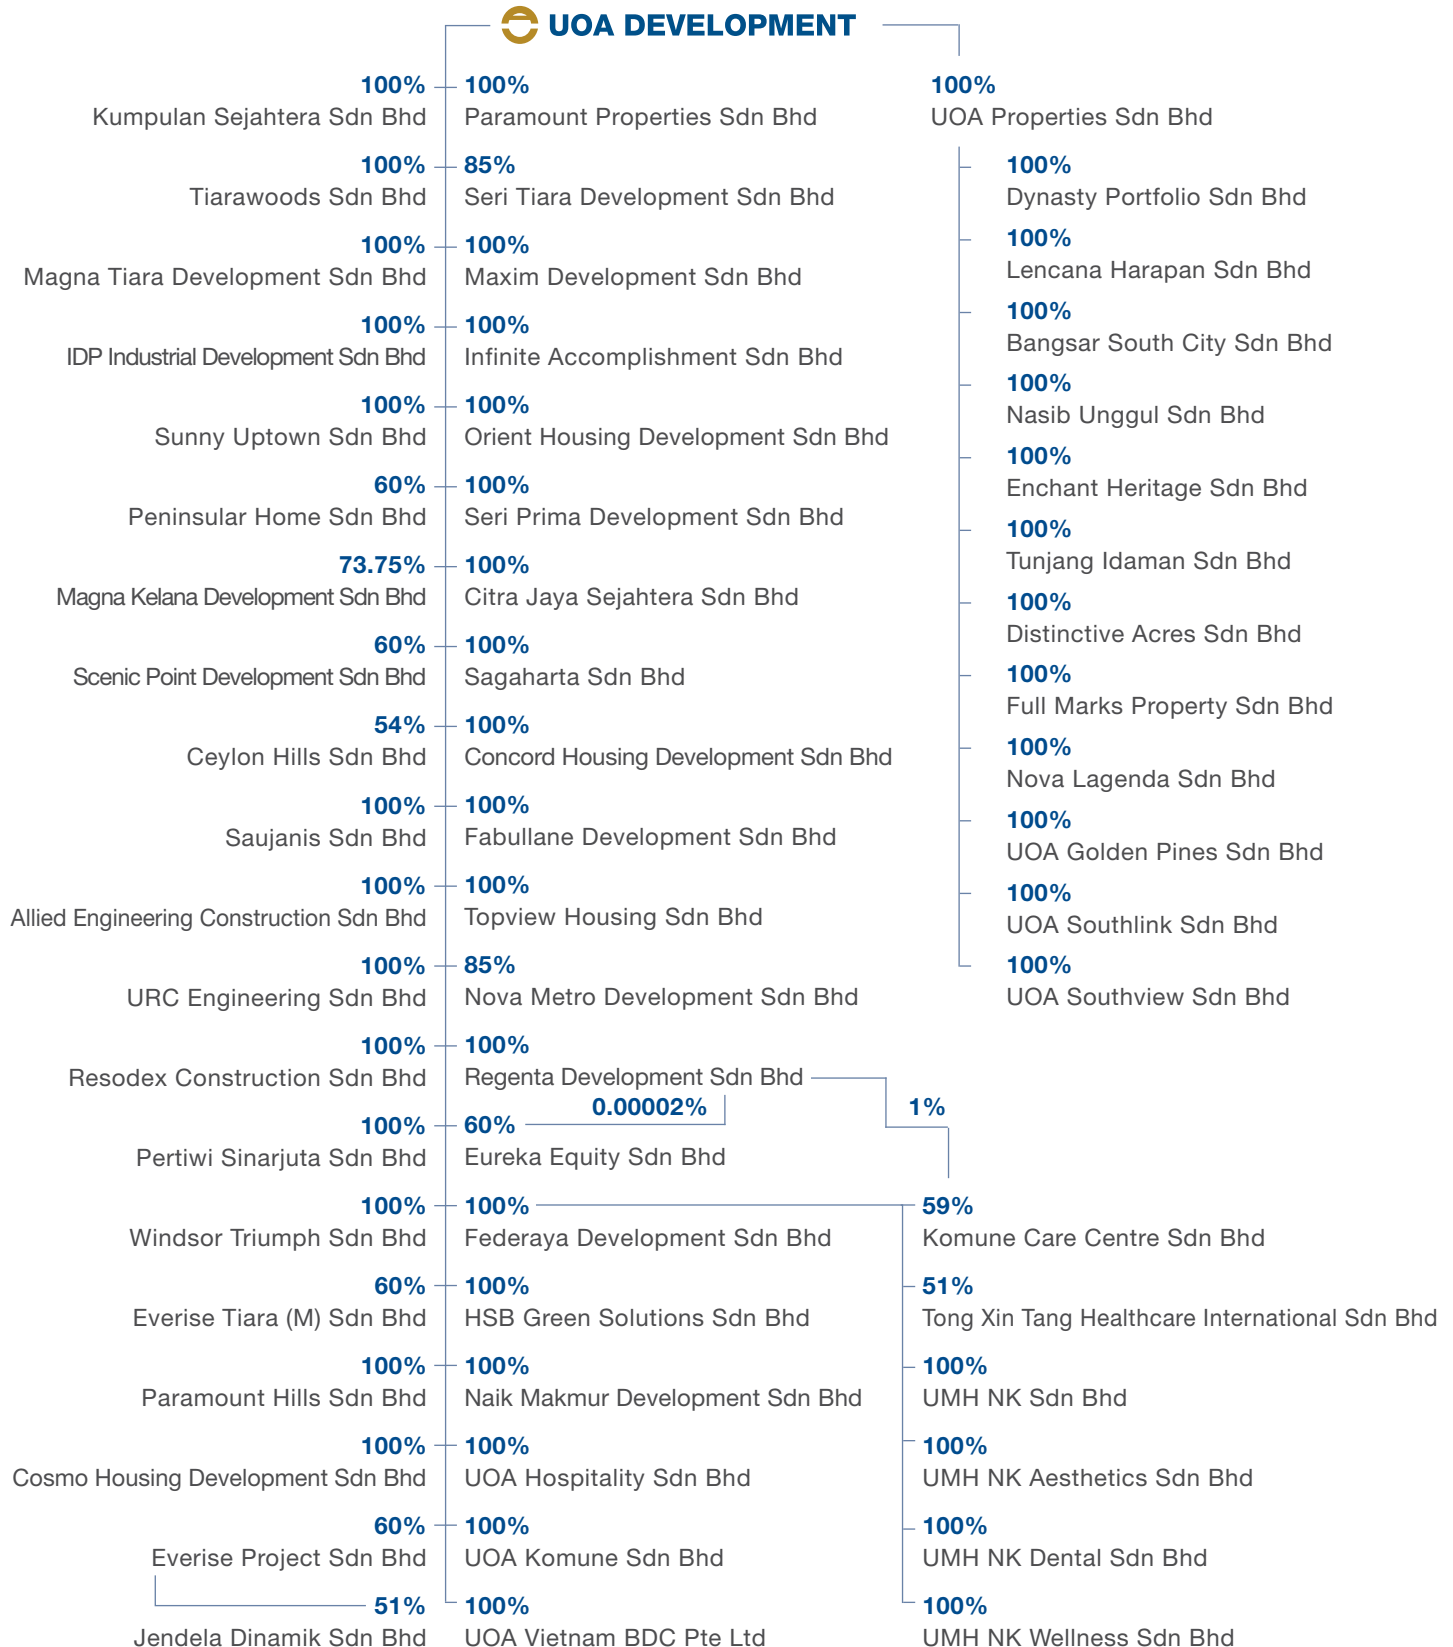 UOA DEVELOPMENT
100%
Kumpulan Sejahtera Sdn Bhd
100%
Tiarawoods Sdn Bhd
100%
Magna Tiara Development Sdn Bhd
100%
IDP Industrial Development Sdn Bhd
100%
Sunny Uptown Sdn Bhd
60%
Peninsular Home Sdn Bhd
73.75%
Magna Kelana Development Sdn Bhd
60%
Scenic Point Development Sdn Bhd
54%
Ceylon Hills Sdn Bhd
100%
Saujanis Sdn Bhd
100%
Allied Engineering Construction Sdn Bhd
100%
URC Engineering Sdn Bhd
100%
Resodex Construction Sdn Bhd
100%
Pertiwi Sinarjuta Sdn Bhd
100%
Windsor Triumph Sdn Bhd
60%
Everise Tiara (M) Sdn Bhd
100%
Paramount Hills Sdn Bhd
100%
Cosmo Housing Development Sdn Bhd
60%
Everise Project Sdn Bhd
51%
Jendela Dinamik Sdn Bhd
100%
Paramount Properties Sdn Bhd
85%
Seri Tiara Development Sdn Bhd
100%
Maxim Development Sdn Bhd
100%
Infinite Accomplishment Sdn Bhd
100%
Orient Housing Development Sdn Bhd
100%
Seri Prima Development Sdn Bhd
100%
Citra Jaya Sejahtera Sdn Bhd
100%
Sagaharta Sdn Bhd
100%
Concord Housing Development Sdn Bhd
100%
Fabullane Development Sdn Bhd
100%
Topview Housing Sdn Bhd
85%
Nova Metro Development Sdn Bhd
100%
Regenta Development Sdn Bhd
0.00002%
1%
60%
Eureka Equity Sdn Bhd
100%
Federaya Development Sdn Bhd
100%
HSB Green Solutions Sdn Bhd
100%
Naik Makmur Development Sdn Bhd
100%
UOA Hospitality Sdn Bhd
100%
UOA Komune Sdn Bhd
100%
UOA Vietnam BDC Pte Ltd
100%
UOA Properties Sdn Bhd
100%
Dynasty Portfolio Sdn Bhd
100%
Lencana Harapan Sdn Bhd
100%
Bangsar South City Sdn Bhd
100%
Nasib Unggul Sdn Bhd
100%
Enchant Heritage Sdn Bhd
100%
Tunjang Idaman Sdn Bhd
100%
Distinctive Acres Sdn Bhd
100%
Full Marks Property Sdn Bhd
100%
Nova Lagenda Sdn Bhd
100%
UOA Golden Pines Sdn Bhd
100%
UOA Southlink Sdn Bhd
100%
UOA Southview Sdn Bhd
59%
Komune Care Centre Sdn Bhd
51%
Tong Xin Tang Healthcare International Sdn Bhd
100%
UMH NK Sdn Bhd
100%
UMH NK Aesthetics Sdn Bhd
100%
UMH NK Dental Sdn Bhd
100%
UMH NK Wellness Sdn Bhd